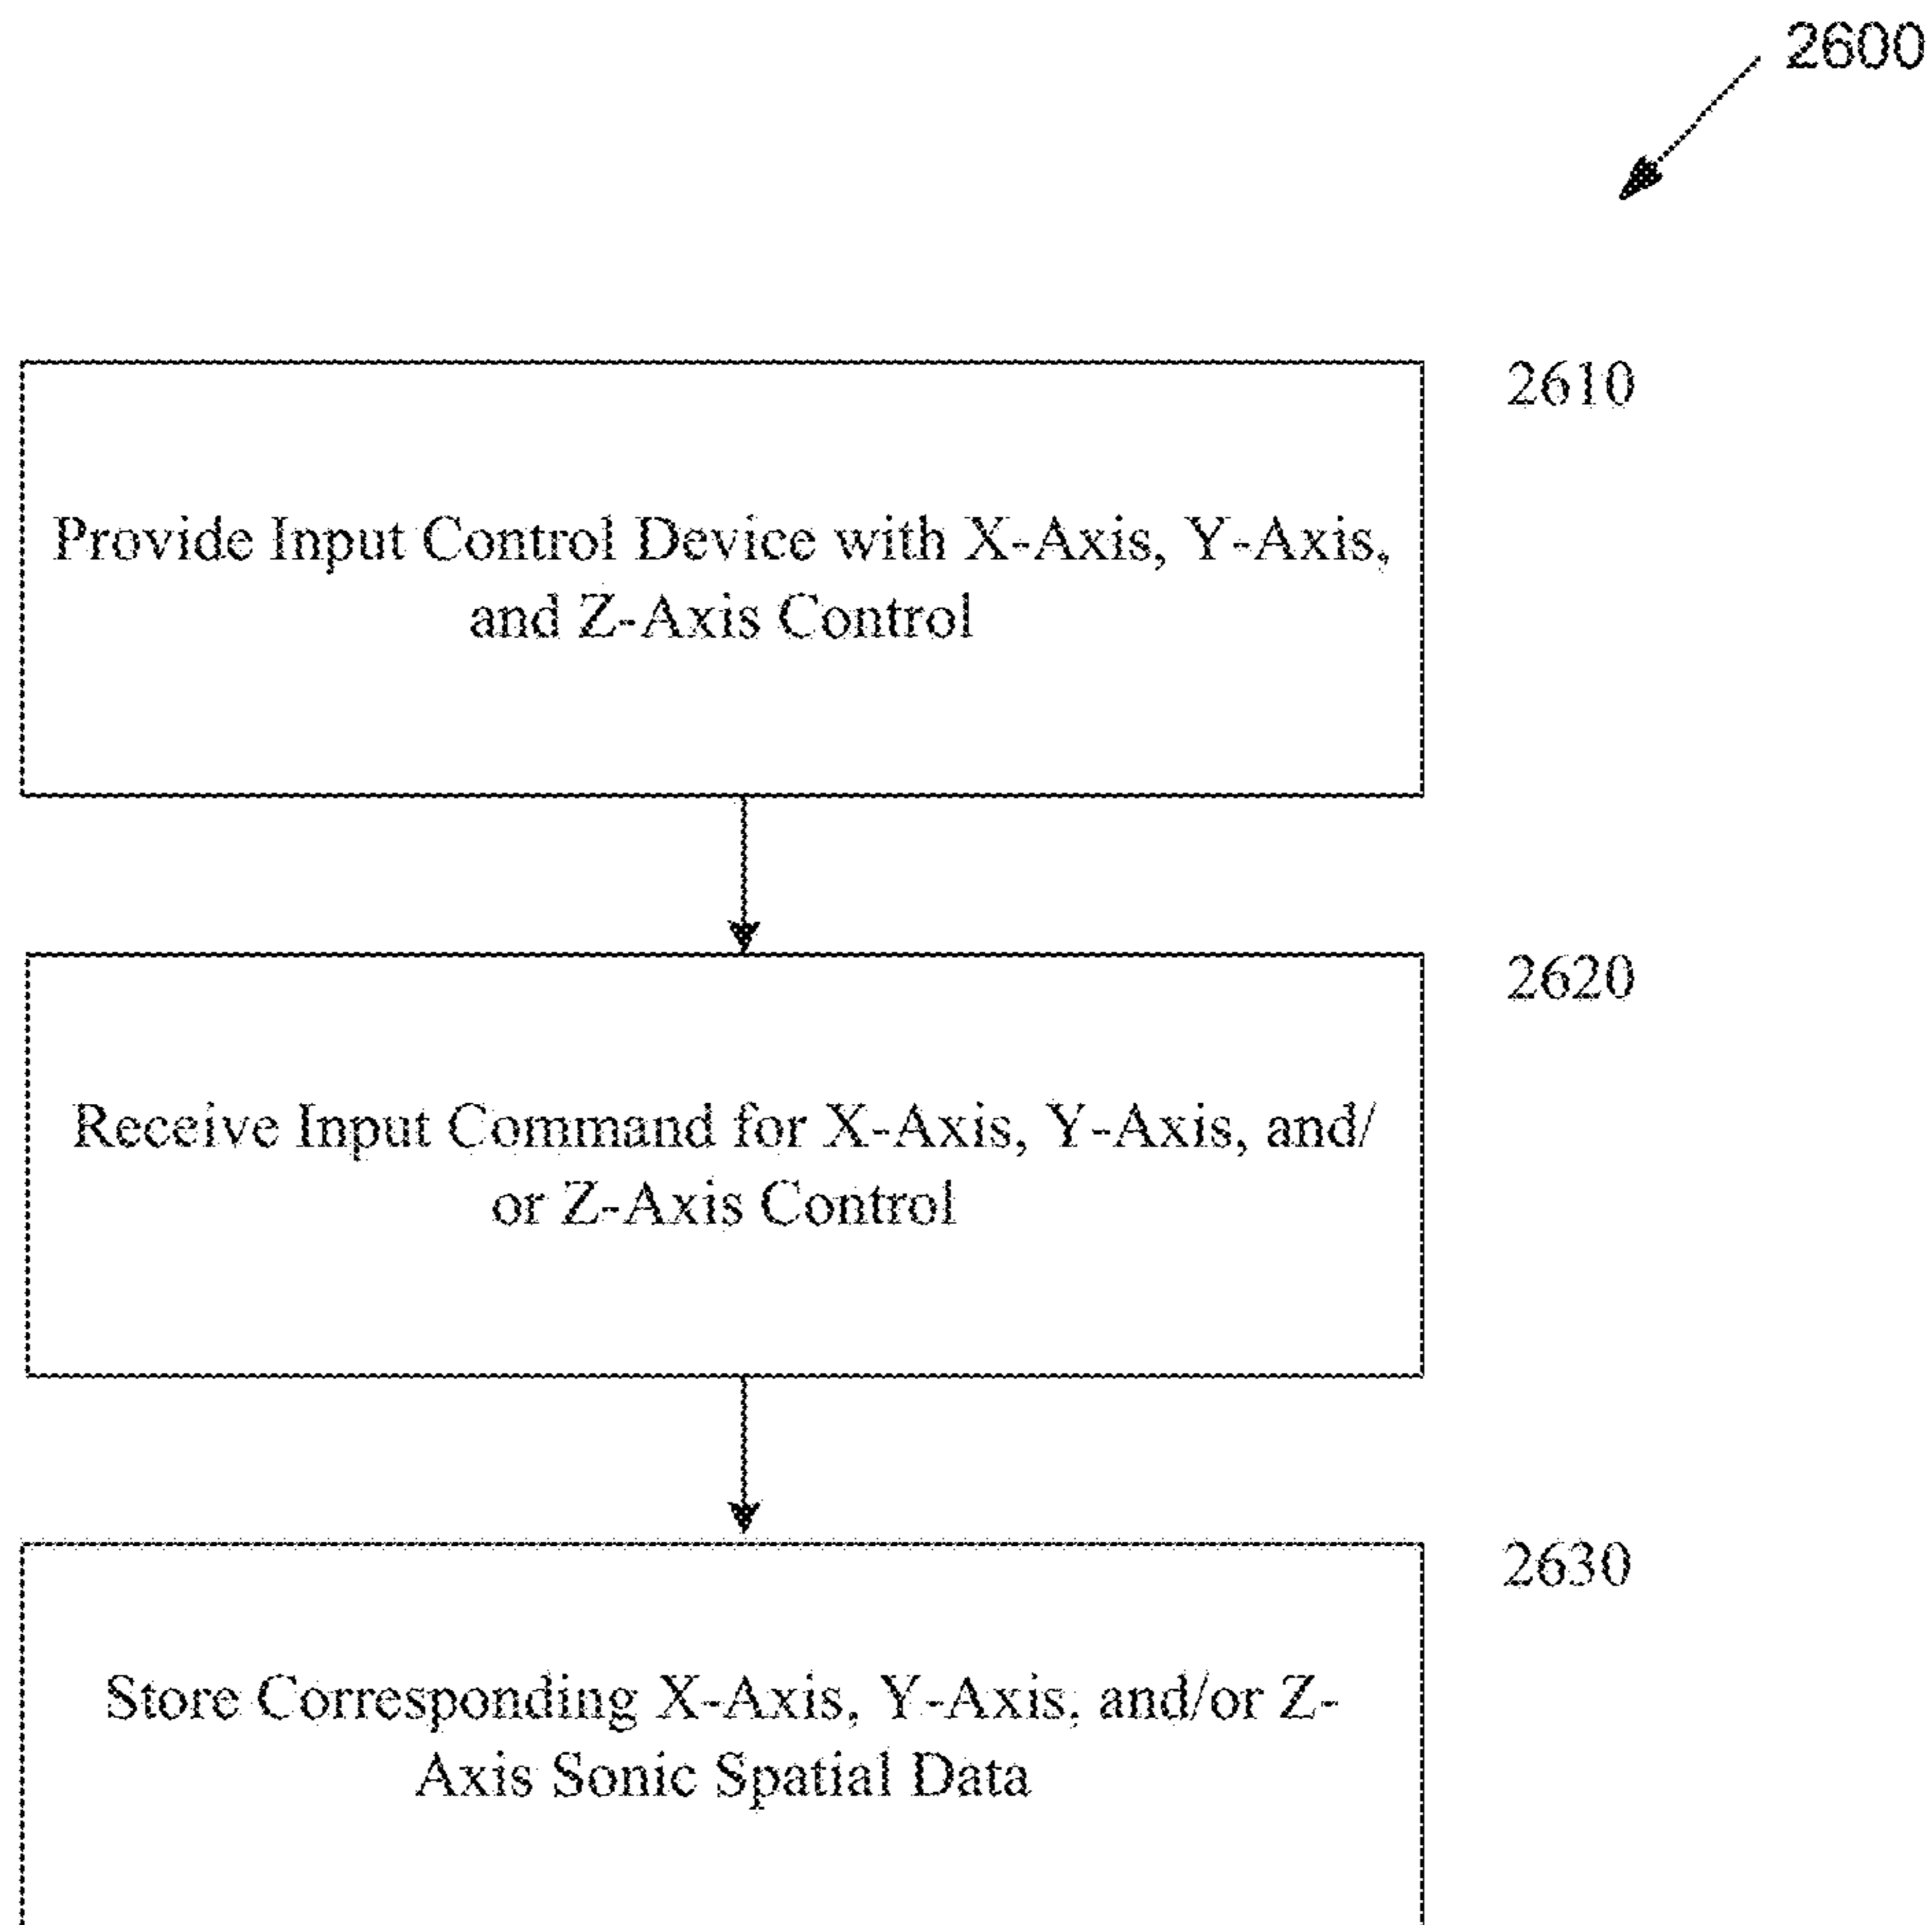 2600
2610
Provide Input Control Device with X-Axis, Y-Axis,
and Z-Axis Control
2620
Receive Input Command for X-Axis, Y-Axis, and/
or Z-Axis Control
2630
Store Corresponding X-Axis, Y-Axis, and/or Z-
Axis Sonic Spatial Data